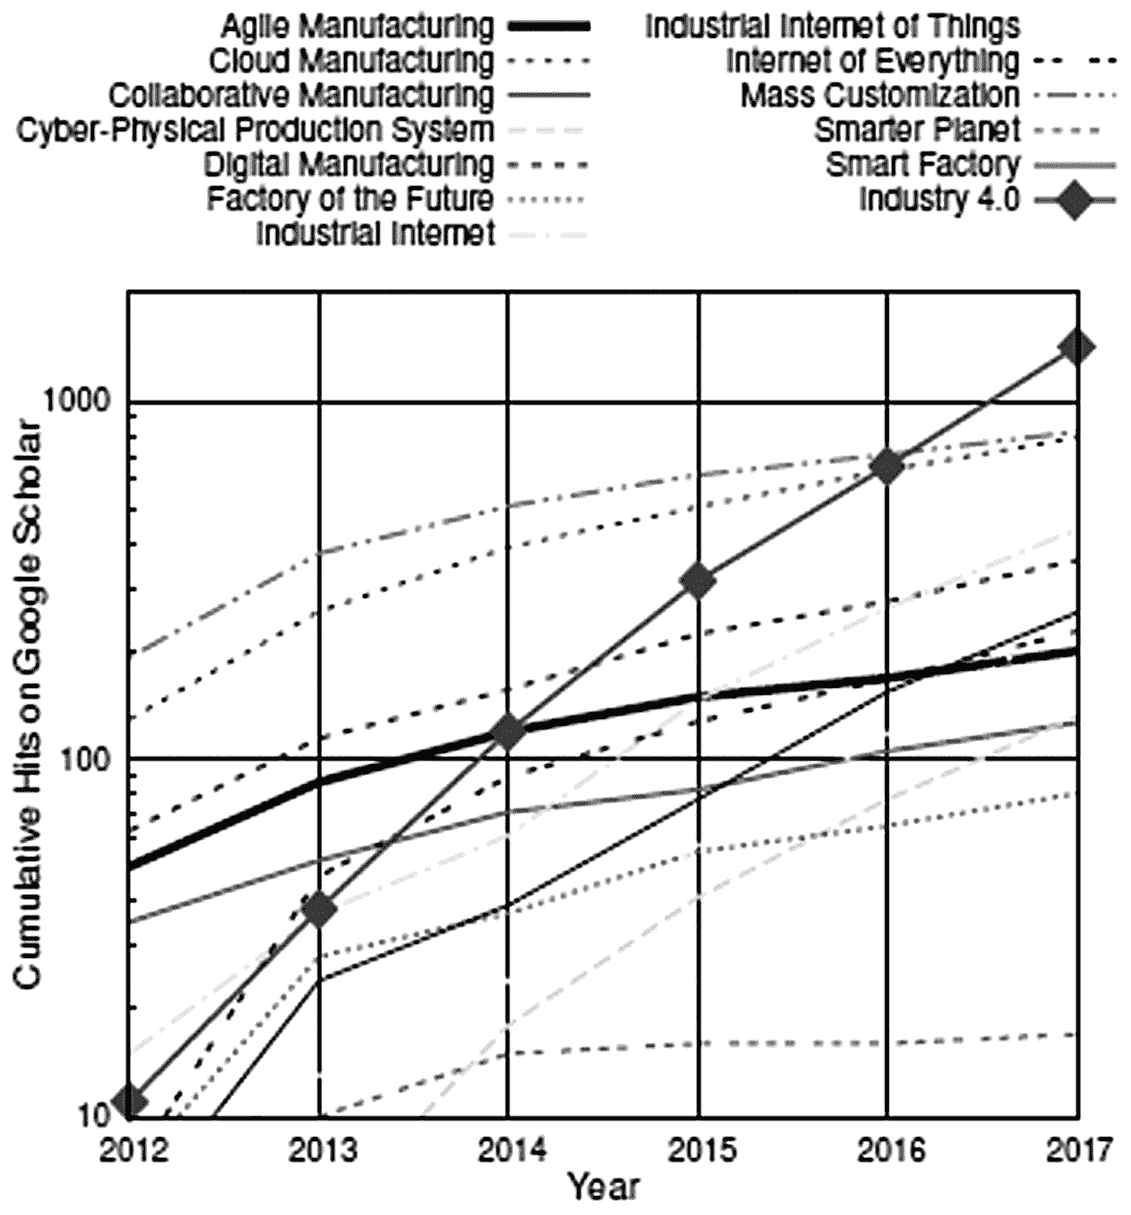 Agile Manufacturing
Cloud Manufacturing
Collaborative Manufacturing
Cyber-Physical Production System
Digital Manufacturing
Factory of the Future
Industrial Internet
Industrial Internet of Things
Internet of Everything
Mass Customization
Smarter Planet
Smart Factory
Industry 4.0
Cumulative Hits on Google Scholar
1000
100
10
2012 2013 2014 2015 2016 2017
Year